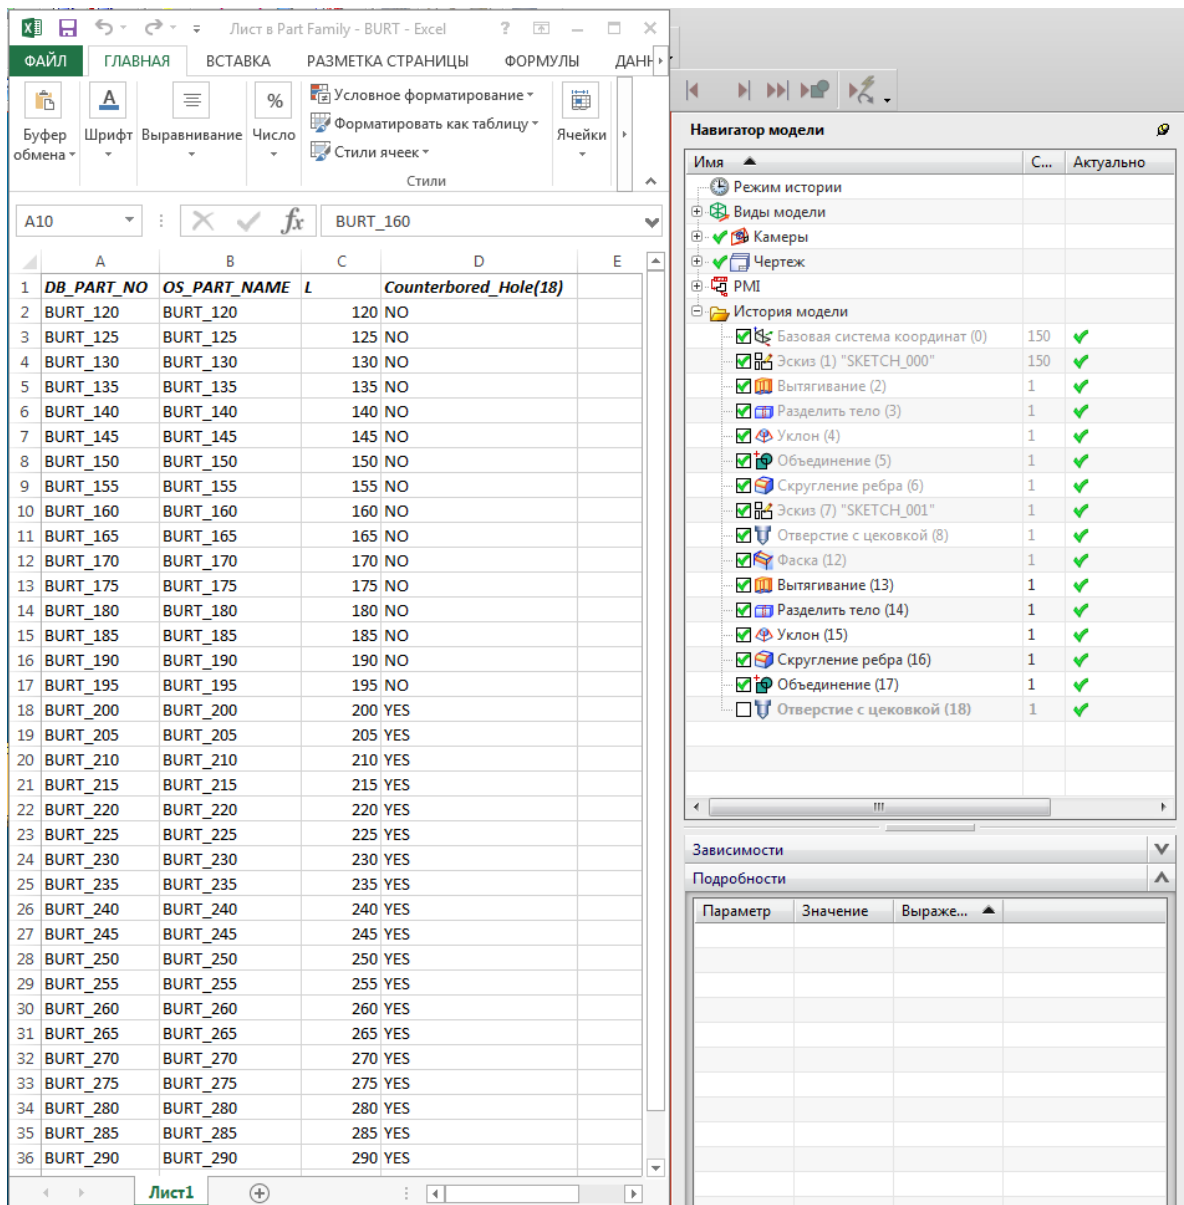 Лист в Part Family - BURT - Excel
ФАЙЛ ГЛАВНАЯ ВСТАВКА РАЗМЕТКА СТРАНИЦЫ ФОРМУЛЫ ДАНН
Буфер обмена
Шрифт
Выравнивание
%
Число
Условное форматирование
Форматировать как таблицу
Стили ячеек
Стили
Ячейки
A10 fx BURT_160
A B C D E
1 DB_PART_NO OS_PART_NAME L Counterbored_Hole(18)
2 BURT_120 BURT_120 120 NO
3 BURT_125 BURT_125 125 NO
4 BURT_130 BURT_130 130 NO
5 BURT_135 BURT_135 135 NO
6 BURT_140 BURT_140 140 NO
7 BURT_145 BURT_145 145 NO
8 BURT_150 BURT_150 150 NO
9 BURT_155 BURT_155 155 NO
10 BURT_160 BURT_160 160 NO
11 BURT_165 BURT_165 165 NO
12 BURT_170 BURT_170 170 NO
13 BURT_175 BURT_175 175 NO
14 BURT_180 BURT_180 180 NO
15 BURT_185 BURT_185 185 NO
16 BURT_190 BURT_190 190 NO
17 BURT_195 BURT_195 195 NO
18 BURT_200 BURT_200 200 YES
19 BURT_205 BURT_205 205 YES
20 BURT_210 BURT_210 210 YES
21 BURT_215 BURT_215 215 YES
22 BURT_220 BURT_220 220 YES
23 BURT_225 BURT_225 225 YES
24 BURT_230 BURT_230 230 YES
25 BURT_235 BURT_235 235 YES
26 BURT_240 BURT_240 240 YES
27 BURT_245 BURT_245 245 YES
28 BURT_250 BURT_250 250 YES
29 BURT_255 BURT_255 255 YES
30 BURT_260 BURT_260 260 YES
31 BURT_265 BURT_265 265 YES
32 BURT_270 BURT_270 270 YES
33 BURT_275 BURT_275 275 YES
34 BURT_280 BURT_280 280 YES
35 BURT_285 BURT_285 285 YES
36 BURT_290 BURT_290 290 YES
Лист1
Навигатор модели
Имя С... Актуально
Режим истории
Виды модели
Камеры
Чертеж
PMI
История модели
Базовая система координат (0) 150
Эскиз (1) "SKETCH_000" 150
Вытягивание (2) 1
Разделить тело (3) 1
Уклон (4) 1
Объединение (5) 1
Скругление ребра (6) 1
Эскиз (7) "SKETCH_001" 1
Отверстие с цековкой (8) 1
Фаска (12) 1
Вытягивание (13) 1
Разделить тело (14) 1
Уклон (15) 1
Скругление ребра (16) 1
Объединение (17) 1
Отверстие с цековкой (18) 1
Зависимости
Подробности
Параметр Значение Выраже...